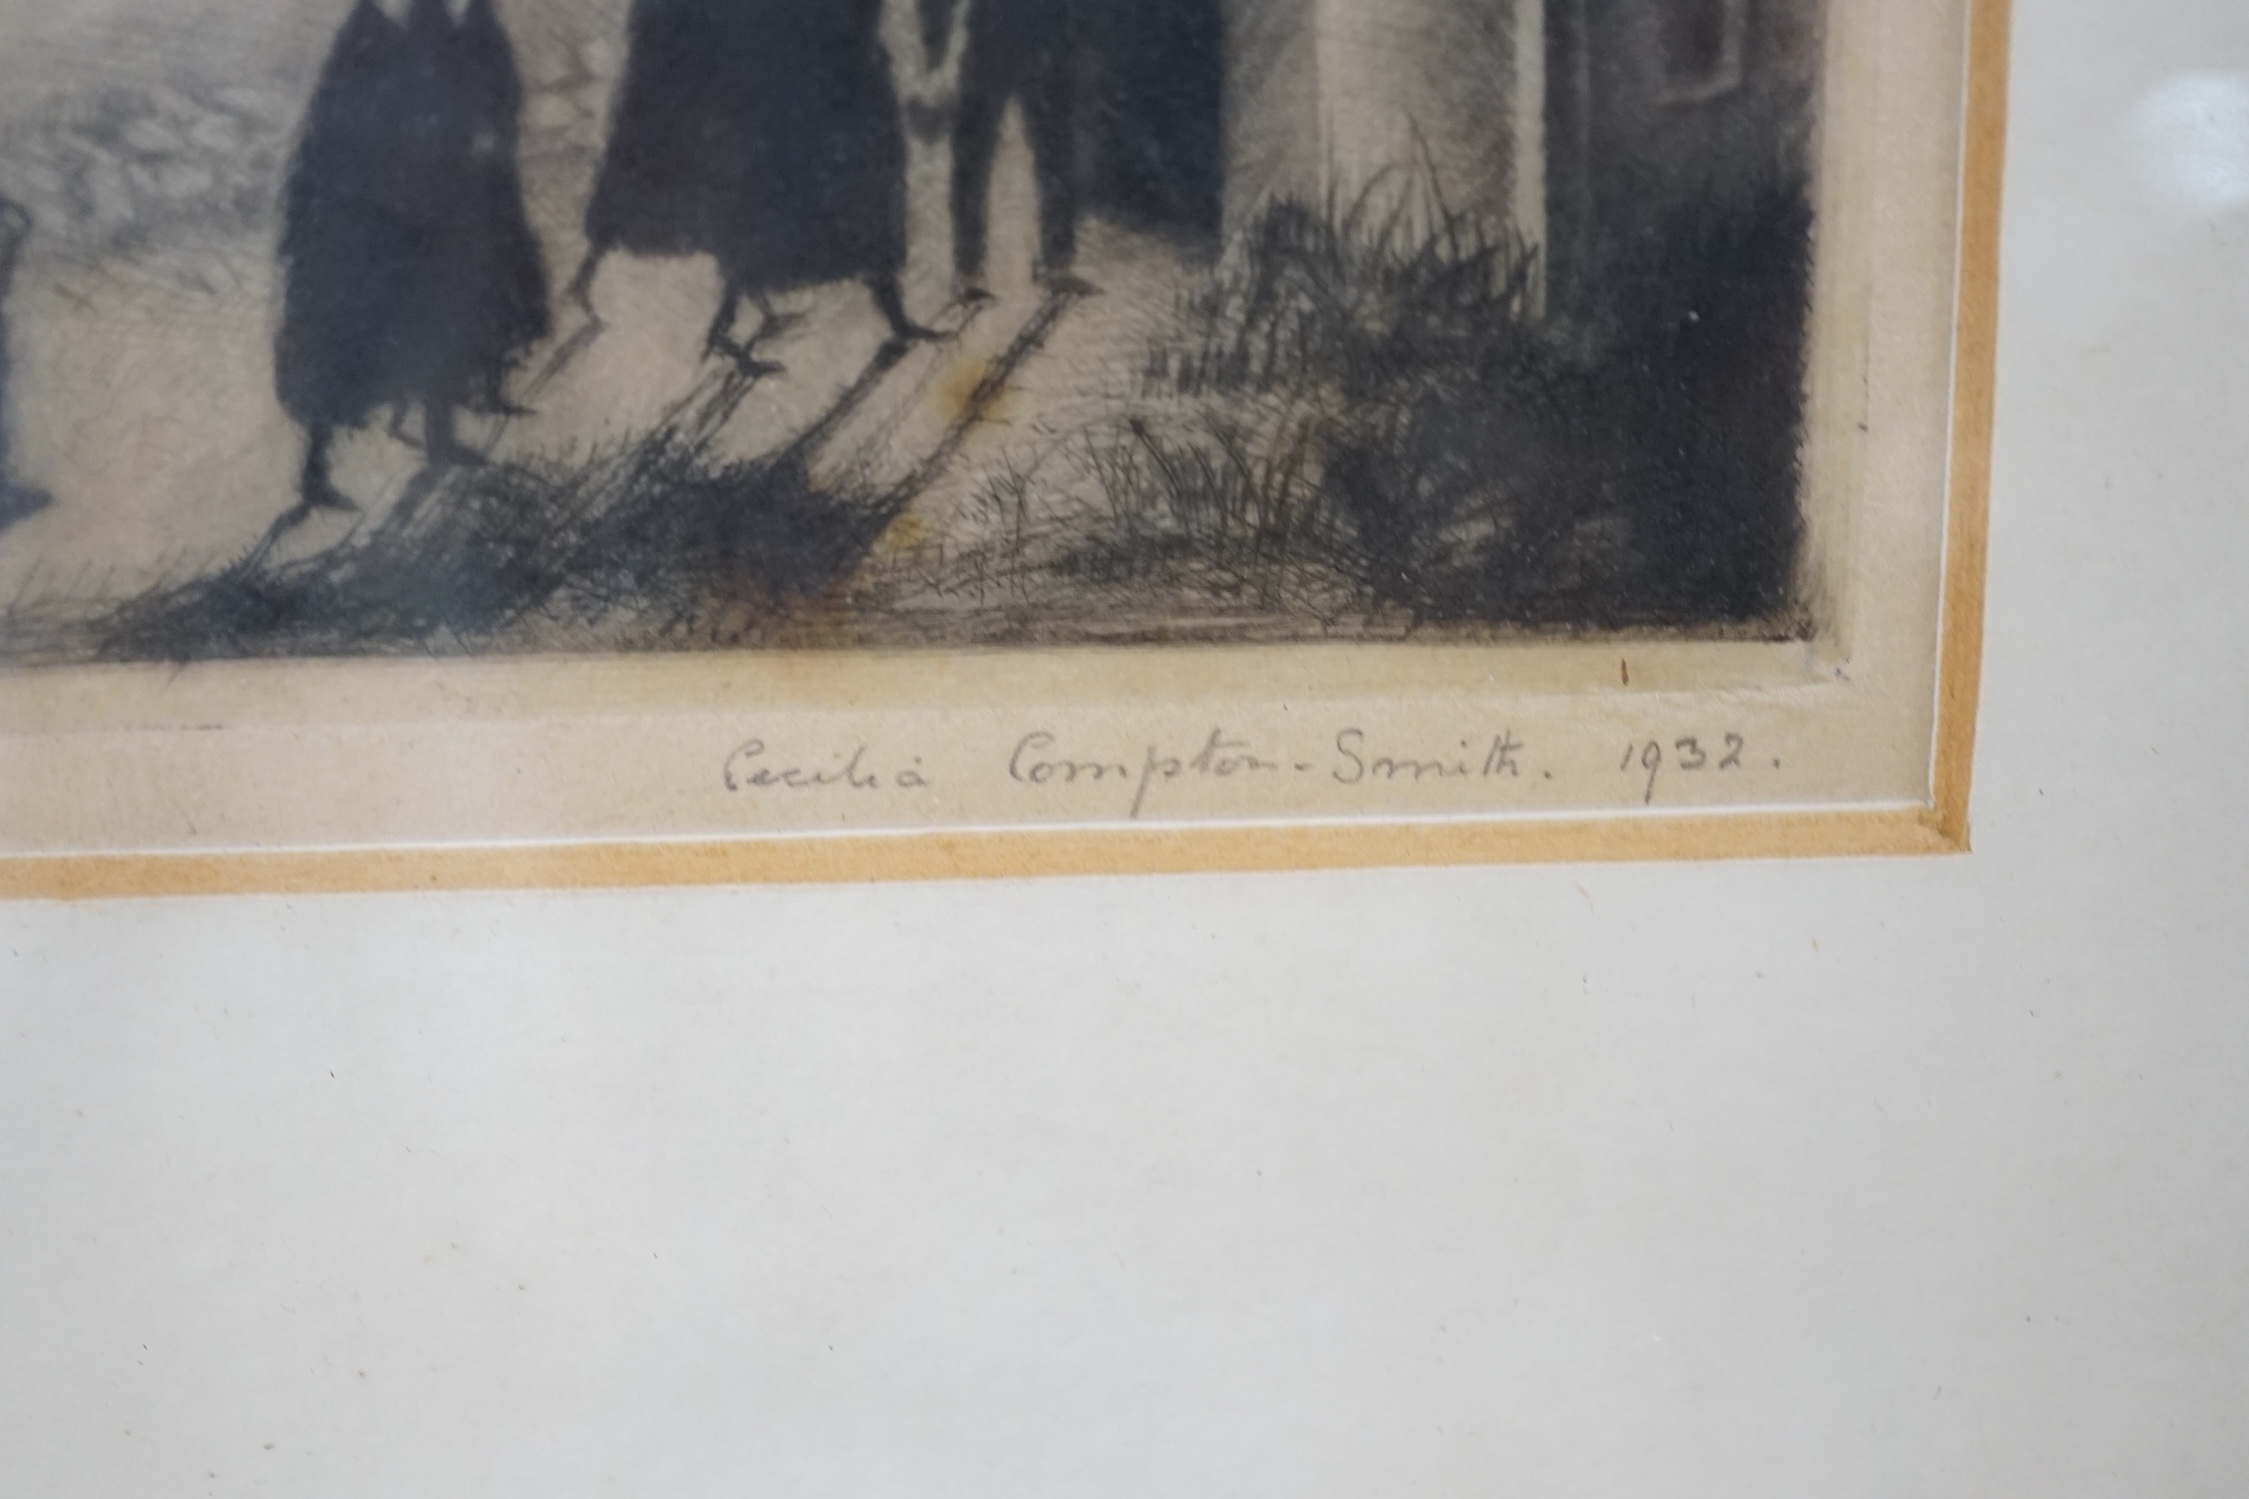 Cecilia Compton-Smith. 1932.